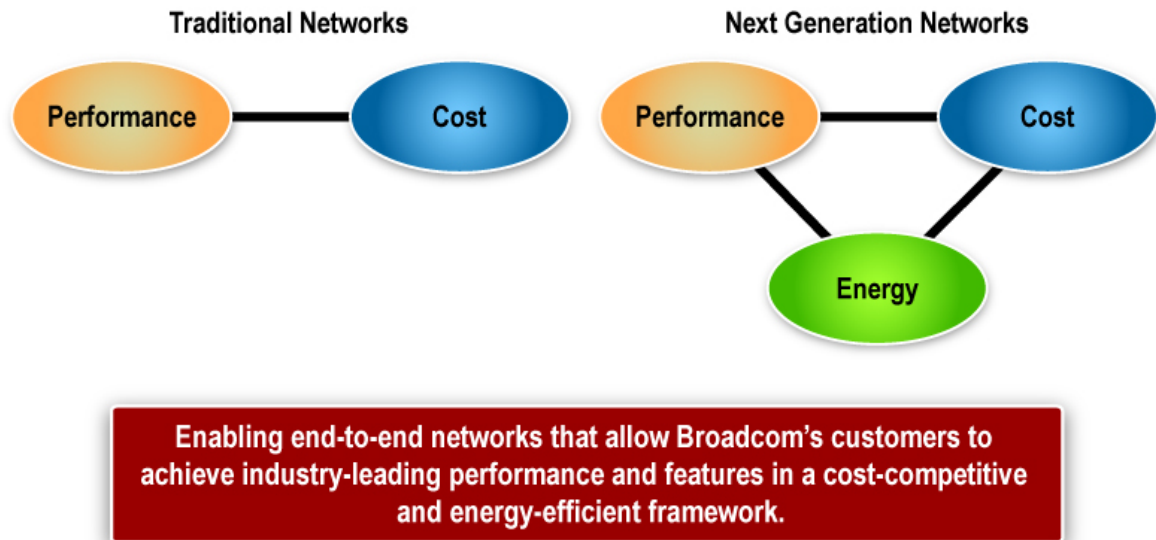 Traditional Networks
Next Generation Networks
Performance
Cost
Performance
Cost
Energy
Enabling end-to-end networks that allow Broadcom’s customers to
achieve industry-leading performance and features in a cost-competitive
and energy-efficient framework.